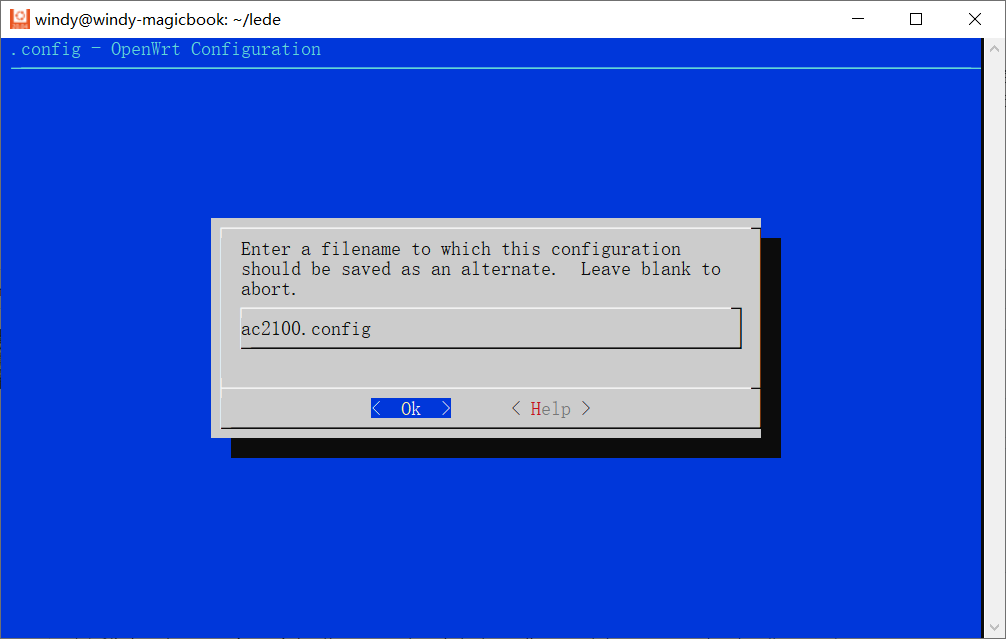 windy@windy-magicbook: ~/lede
.config - OpenWrt Configuration
Enter a filename to which this configuration
should be saved as an alternate.  Leave blank to
abort.
ac2100.config
<  Ok  >      < Help >